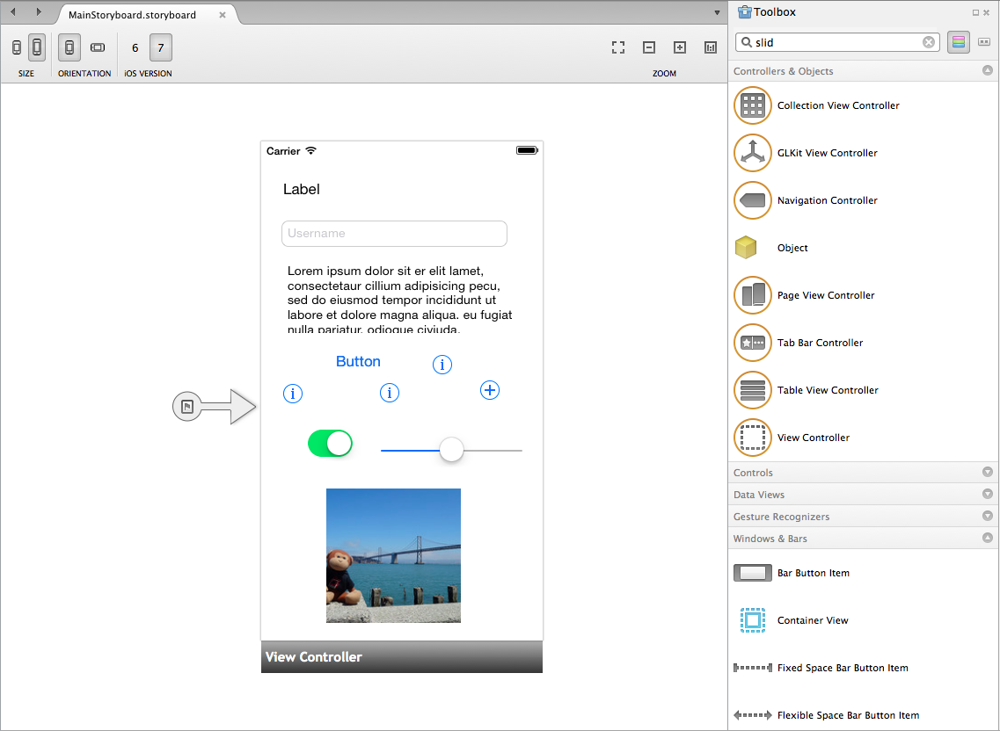 MainStoryboard.storyboard
SIZE
ORIENTATION
6
7
iOS VERSION
ZOOM
Carrier
Label
Username
Lorem ipsum dolor sit er elit lamet,
consectetaur cillium adipisicing pecu,
sed do eiusmod tempor incididunt ut
labore et dolore magna aliqua. eu fugiat
nulla pariatur. odioque civiuda.
Button
View Controller
Toolbox
slid
Controllers & Objects
Collection View Controller
GLKit View Controller
Navigation Controller
Object
Page View Controller
Tab Bar Controller
Table View Controller
View Controller
Controls
Data Views
Gesture Recognizers
Windows & Bars
Bar Button Item
Container View
Fixed Space Bar Button Item
Flexible Space Bar Button Item